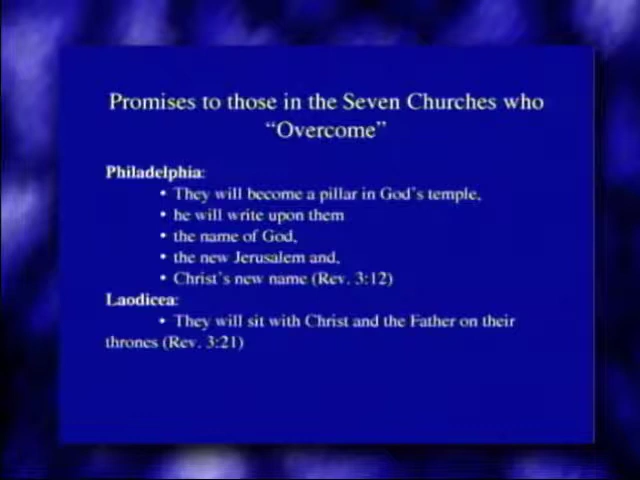 Promises to those in the Seven Churches who
“Overcome”
Philadelphia:
• They will become a pillar in God’s temple,
• he will write upon them
• the name of God,
• the new Jerusalem and,
• Christ’s new name (Rev. 3:12)
Laodicea:
• They will sit with Christ and the Father on their
thrones (Rev. 3:21)